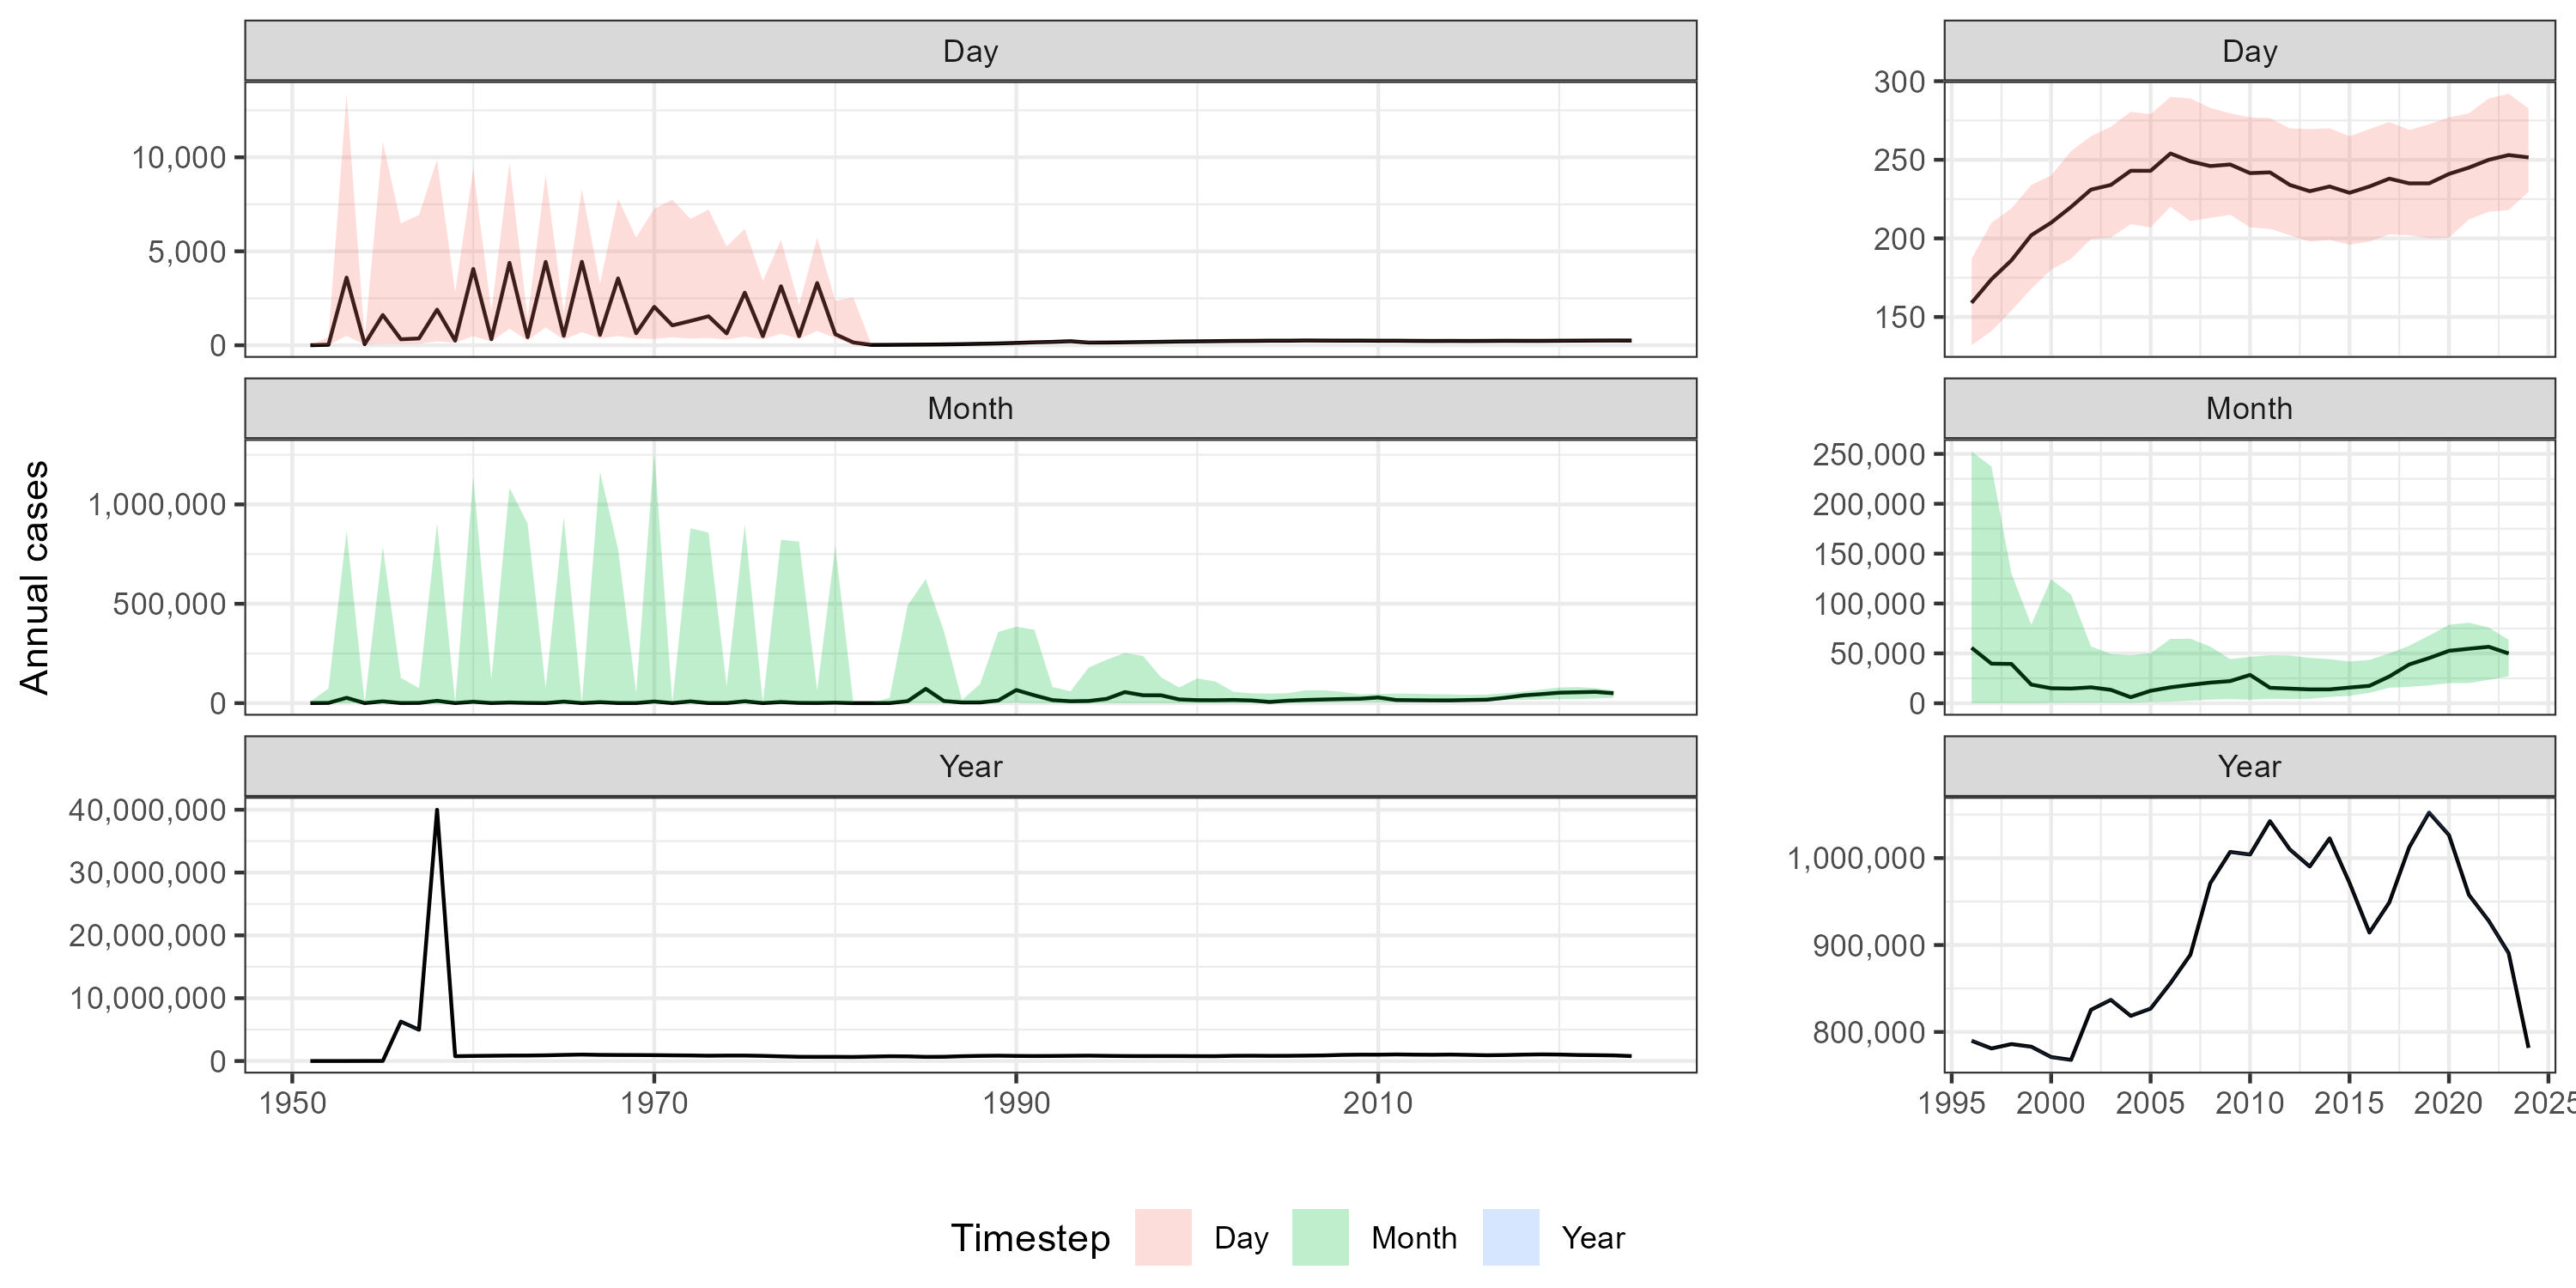 Day
Day
10,000
5,000
0
300
250
200
150
Month
Month
1,000,000
500,000
0
250,000
200,000
150,000
100,000
50,000
0
Annual cases
Year
Year
40,000,000
30,000,000
20,000,000
10,000,000
0
1,000,000
900,000
800,000
1950 1970 1990 2010
1995 2000 2005 2010 2015 2020 2025
Timestep Day Month Year